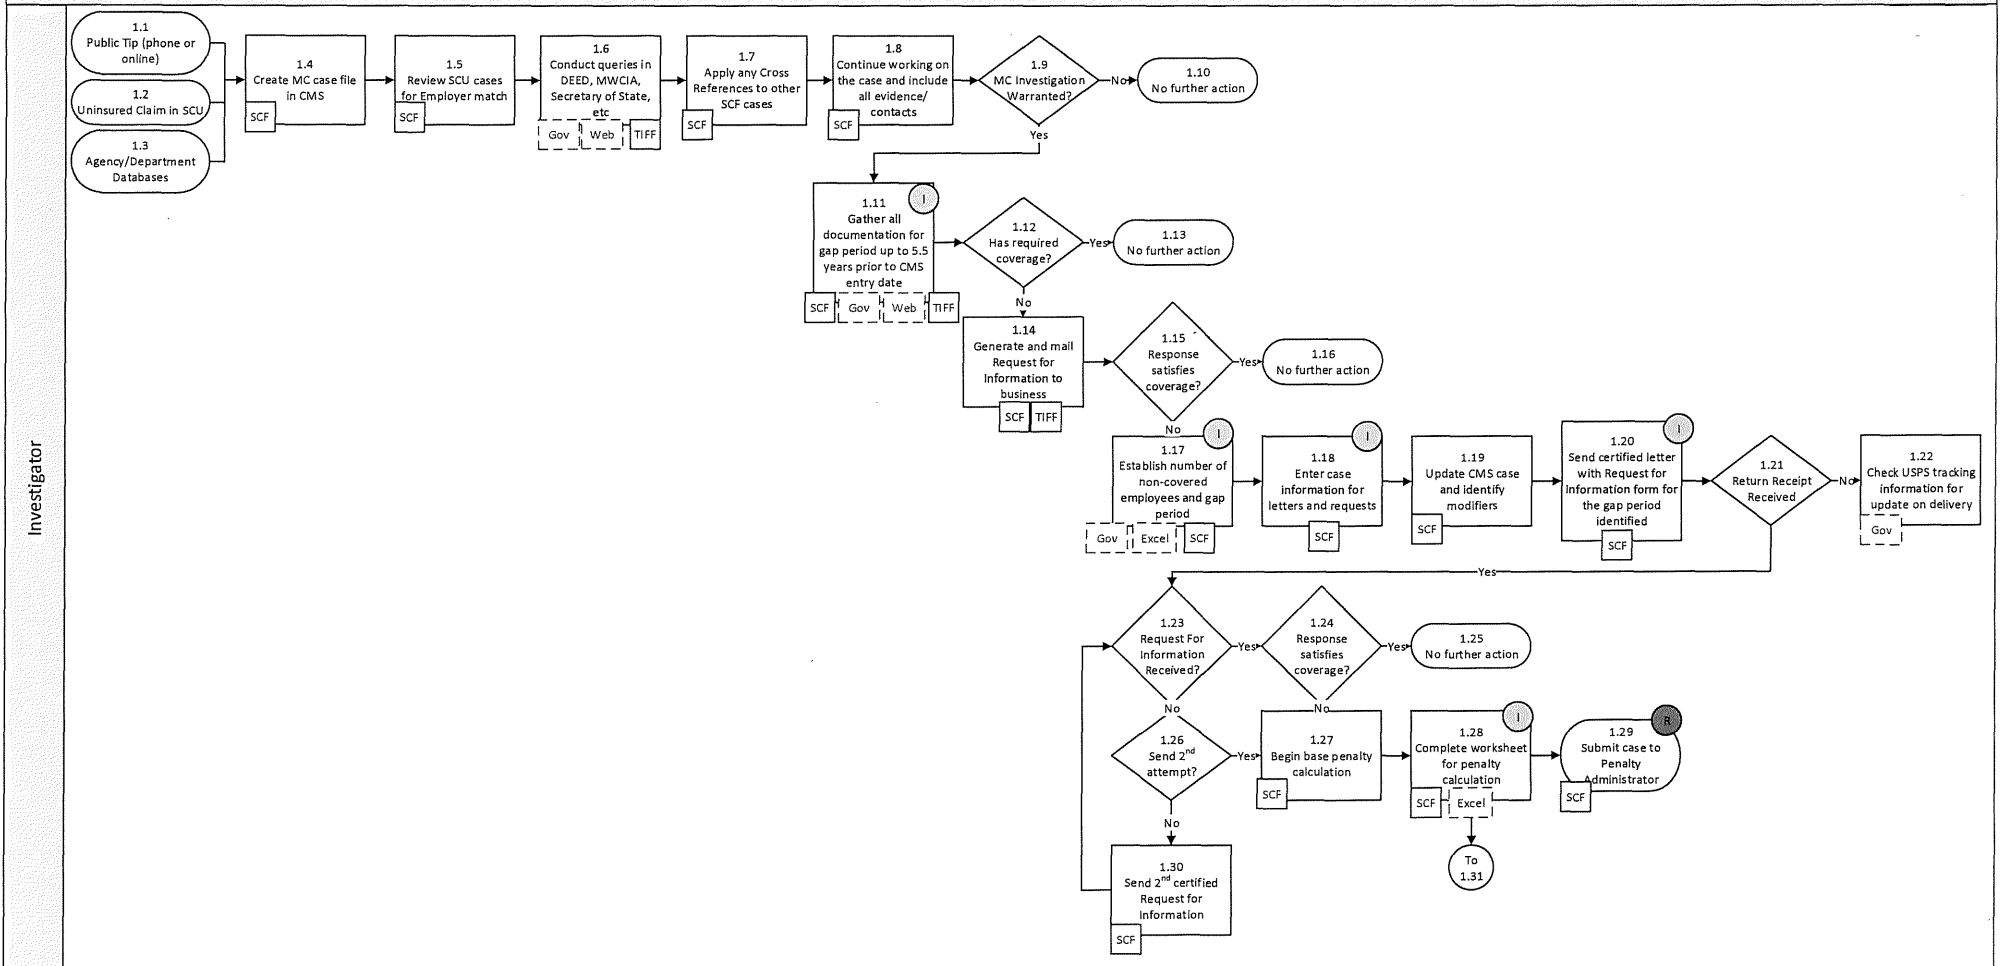 Investigator
1.1
Public Tip (phone or
online)
1.2
Uninsured Claim in SCU
1.3
Agency/Department
Databases
1.4
Create MC case file
in CMS
SCF
1.5
Review SCU cases
for Employer match
SCF
1.6
Conduct queries in
DEED, MWCIA,
Secretary of State,
etc
Gov
Web
TIFF
1.7
Apply any Cross
References to other
SCF cases
SCF
1.8
Continue working on
the case and include
all evidence/
contacts
SCF
1.9
MC Investigation
Warranted?
No
1.10
No further action
Yes
1.11
Gather all
documentation for
gap period up to 5.5
years prior to CMS
entry date
I
SCF
Gov
Web
TIFF
1.12
Has required
coverage?
Yes
1.13
No further action
No
1.14
Generate and mail
Request for
Information to
business
SCF
TIFF
1.15
Response
satisfies
coverage?
Yes
1.16
No further action
No
1.17
Establish number of
non-covered
employees and gap
period
I
Gov
Excel
SCF
1.18
Enter case
information for
letters and requests
I
SCF
1.19
Update CMS case
and identify
modifiers
SCF
1.20
Send certified letter
with Request for
Information form for
the gap period
identified
I
SCF
1.21
Return Receipt
Received
No
1.22
Check USPS tracking
information for
update on delivery
Gov
Yes
1.23
Request For
Information
Received?
Yes
1.24
Response
satisfies
coverage?
Yes
1.25
No further action
No
No
1.26
Send 2nd
attempt?
Yes
1.27
Begin base penalty
calculation
SCF
1.28
Complete worksheet
for penalty
calculation
I
SCF
Excel
1.29
Submit case to
Penalty
Administrator
R
SCF
No
To
1.31
1.30
Send 2nd certified
Request for
Information
SCF